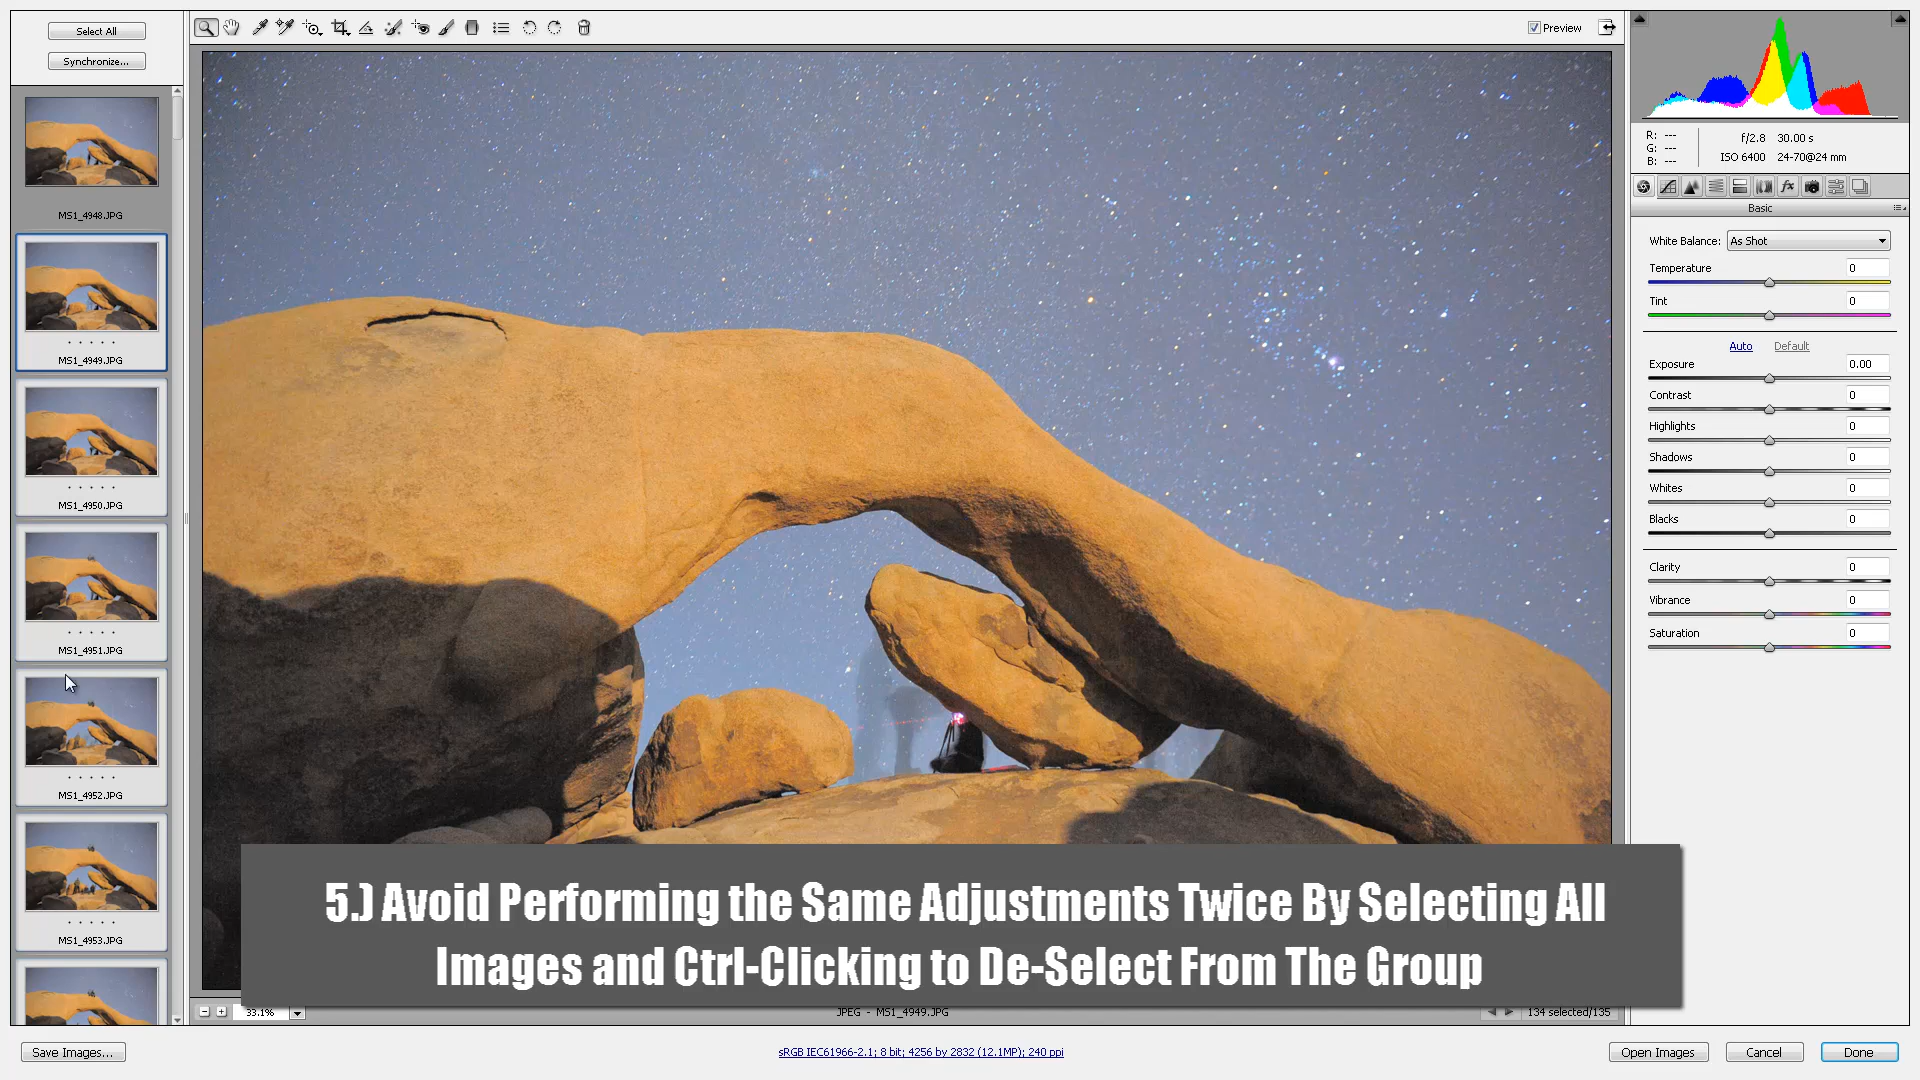 Select All
Synchronize...
Preview
MS1_4948.JPG
MS1_4949.JPG
MS1_4950.JPG
MS1_4951.JPG
MS1_4952.JPG
MS1_4953.JPG
R: ---
G: ---
B: ---
f/2.8 30.00 s
ISO 6400 24-70@24 mm
fx
Basic
White Balance: As Shot
Temperature 0
Tint 0
Auto Default
Exposure 0.00
Contrast 0
Highlights 0
Shadows 0
Whites 0
Blacks 0
Clarity 0
Vibrance 0
Saturation 0
5.) Avoid Performing the Same Adjustments Twice By Selecting All
Images and Ctrl-Clicking to De-Select From The Group
33.1%
JPEG - MS1_4949.JPG
134 selected/135
Save Images...
sRGB IEC61966-2.1; 8 bit; 4256 by 2832 (12.1MP); 240 ppi
Open Images
Cancel
Done